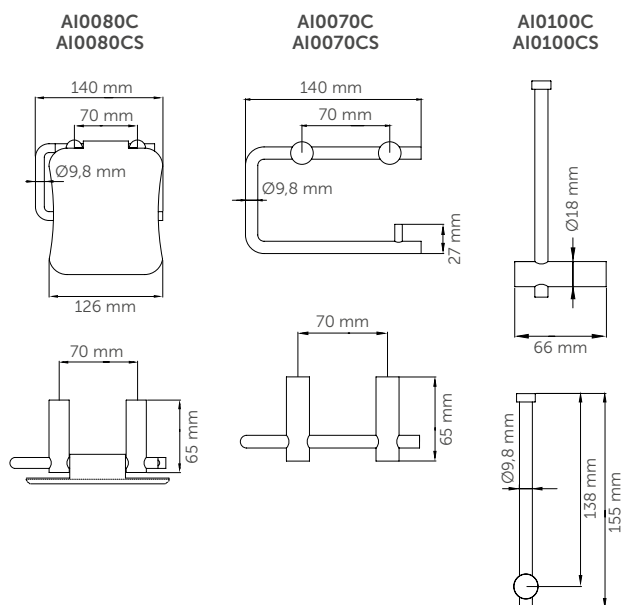 AI0080C
AI0080CS
AI0070C
AI0070CS
AI0100C
AI0100CS
140 mm
70 mm
Ø9,8 mm
126 mm
140 mm
70 mm
Ø9,8 mm
27 mm
Ø18 mm
66 mm
70 mm
65 mm
70 mm
65 mm
Ø9,8 mm
138 mm
155 mm